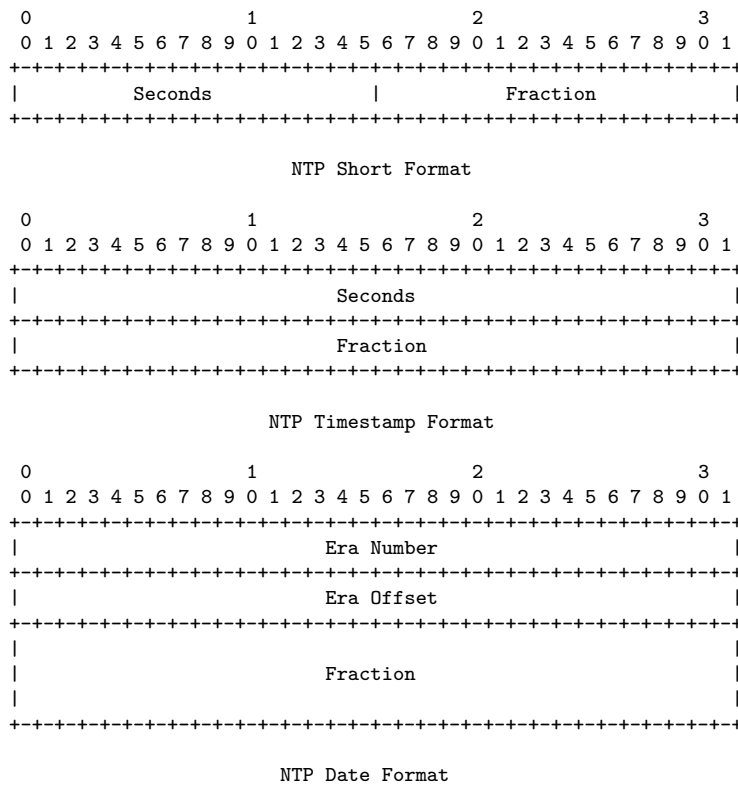 0                   1                   2                   3
0 1 2 3 4 5 6 7 8 9 0 1 2 3 4 5 6 7 8 9 0 1 2 3 4 5 6 7 8 9 0 1
+-+-+-+-+-+-+-+-+-+-+-+-+-+-+-+-+-+-+-+-+-+-+-+-+-+-+-+-+-+-+-+-+
|          Seconds              |           Fraction            |
+-+-+-+-+-+-+-+-+-+-+-+-+-+-+-+-+-+-+-+-+-+-+-+-+-+-+-+-+-+-+-+-+
NTP Short Format
0                   1                   2                   3
0 1 2 3 4 5 6 7 8 9 0 1 2 3 4 5 6 7 8 9 0 1 2 3 4 5 6 7 8 9 0 1
+-+-+-+-+-+-+-+-+-+-+-+-+-+-+-+-+-+-+-+-+-+-+-+-+-+-+-+-+-+-+-+-+
|                            Seconds                            |
+-+-+-+-+-+-+-+-+-+-+-+-+-+-+-+-+-+-+-+-+-+-+-+-+-+-+-+-+-+-+-+-+
|                            Fraction                           |
+-+-+-+-+-+-+-+-+-+-+-+-+-+-+-+-+-+-+-+-+-+-+-+-+-+-+-+-+-+-+-+-+
NTP Timestamp Format
0                   1                   2                   3
0 1 2 3 4 5 6 7 8 9 0 1 2 3 4 5 6 7 8 9 0 1 2 3 4 5 6 7 8 9 0 1
+-+-+-+-+-+-+-+-+-+-+-+-+-+-+-+-+-+-+-+-+-+-+-+-+-+-+-+-+-+-+-+-+
|                           Era Number                          |
+-+-+-+-+-+-+-+-+-+-+-+-+-+-+-+-+-+-+-+-+-+-+-+-+-+-+-+-+-+-+-+-+
|                           Era Offset                          |
+-+-+-+-+-+-+-+-+-+-+-+-+-+-+-+-+-+-+-+-+-+-+-+-+-+-+-+-+-+-+-+-+
|                                                               |
|                           Fraction                            |
|                                                               |
+-+-+-+-+-+-+-+-+-+-+-+-+-+-+-+-+-+-+-+-+-+-+-+-+-+-+-+-+-+-+-+-+
NTP Date Format